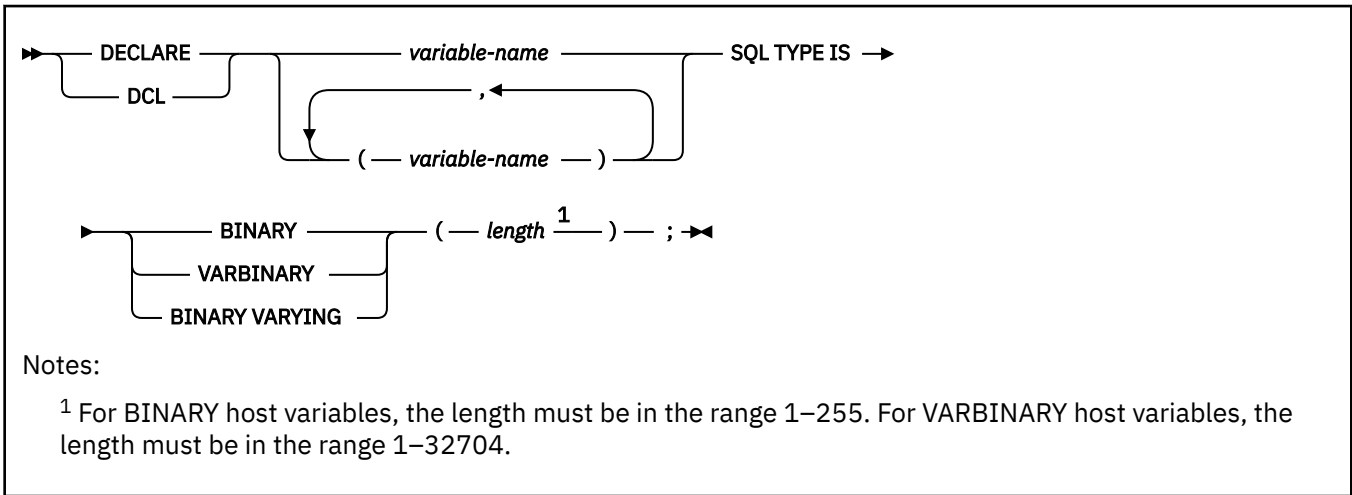 DECLARE variable-name SQL TYPE IS
DCL ,
( variable-name )
BINARY ( length 1 ) ;
VARBINARY
BINARY VARYING
Notes:
1 For BINARY host variables, the length must be in the range 1–255. For VARBINARY host variables, the
length must be in the range 1–32704.